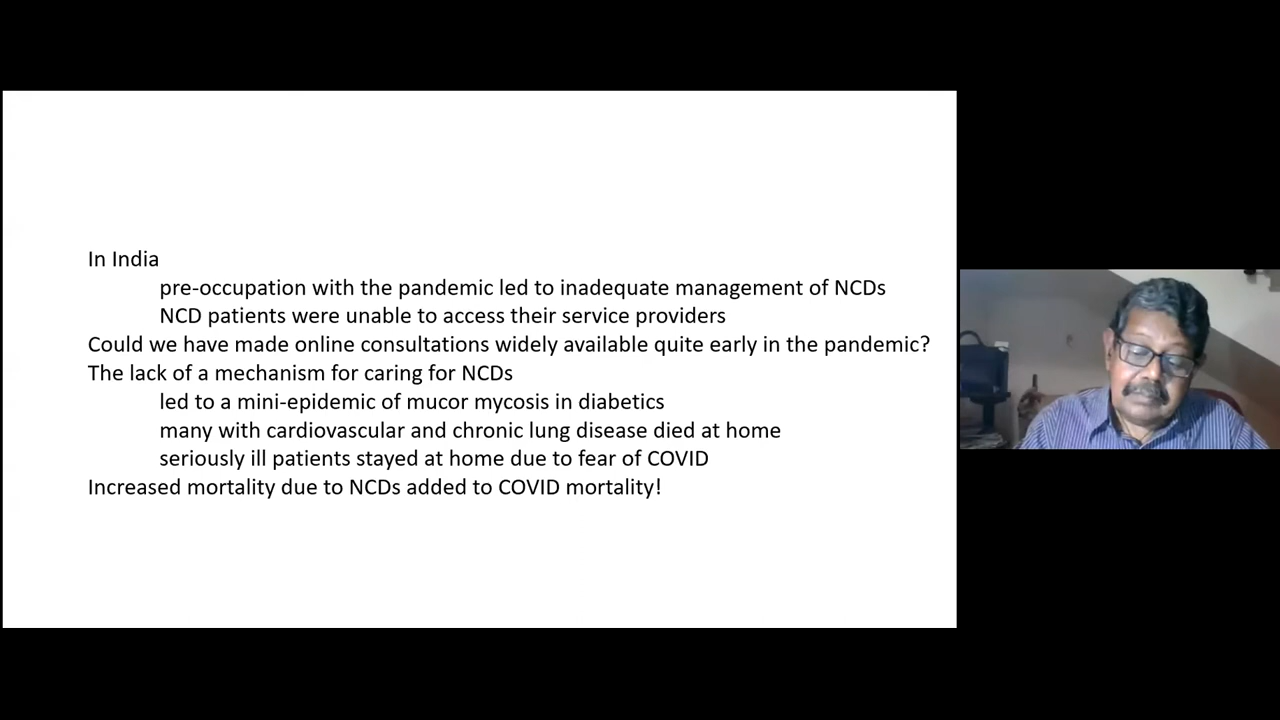 In India
pre-occupation with the pandemic led to inadequate management of NCDs
NCD patients were unable to access their service providers
Could we have made online consultations widely available quite early in the pandemic?
The lack of a mechanism for caring for NCDs
led to a mini-epidemic of mucor mycosis in diabetics
many with cardiovascular and chronic lung disease died at home
seriously ill patients stayed at home due to fear of COVID
Increased mortality due to NCDs added to COVID mortality!